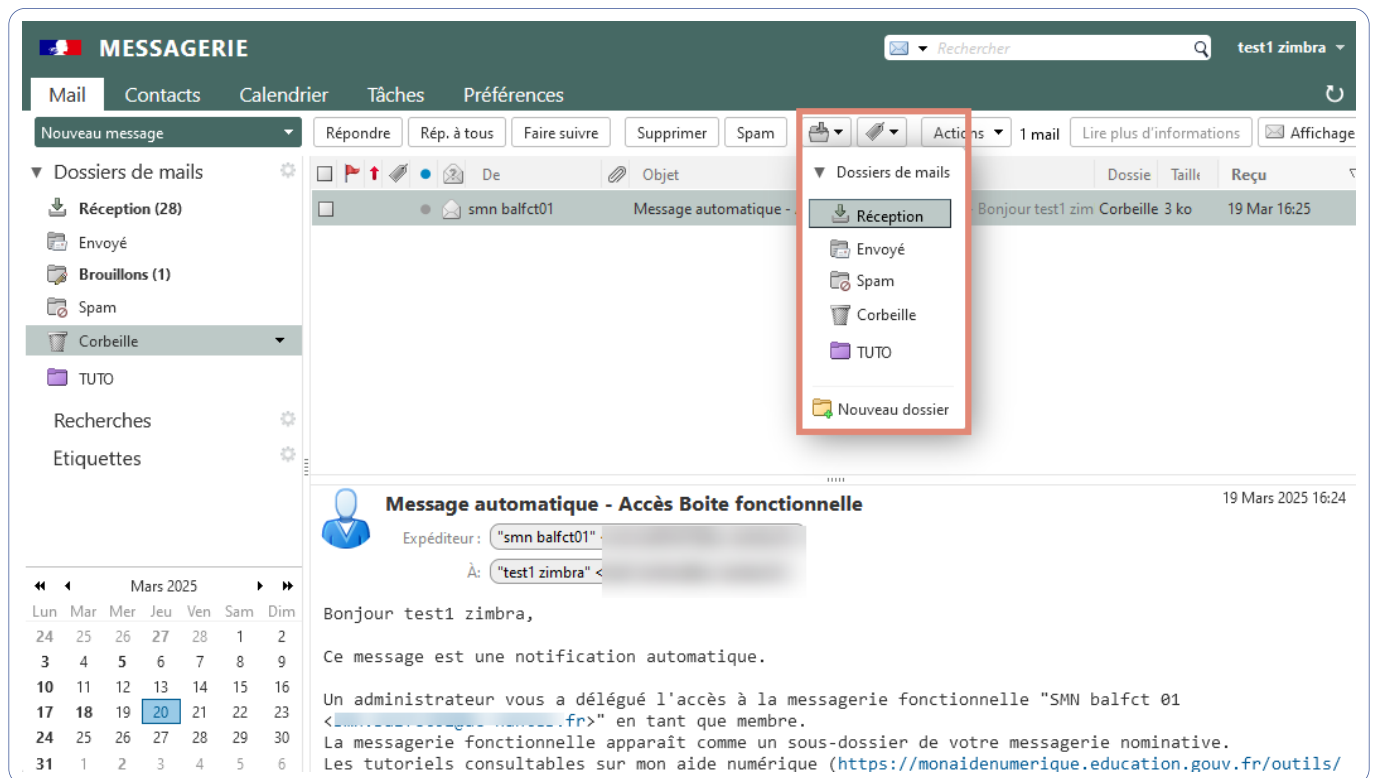 MESSAGERIE
Rechercher
test1 zimbra
Mail Contacts Calendrier Tâches Préférences
Nouveau message
Répondre Rép. à tous Faire suivre Supprimer Spam Actions 1 mail Lire plus d'informations Affichage
Dossiers de mails
Réception (28)
Envoyé
Brouillons (1)
Spam
Corbeille
TUTO
Recherches
Etiquettes
De Objet Dossie Taille Reçu
smn balfct01 Message automatique - Bonjour test1 zim Corbeille 3 ko 19 Mar 16:25
Dossiers de mails
Réception
Envoyé
Spam
Corbeille
TUTO
Nouveau dossier
Message automatique - Accès Boite fonctionnelle
19 Mars 2025 16:24
Expéditeur : "smn balfct01"
À: "test1 zimbra" <
Bonjour test1 zimbra,
Ce message est une notification automatique.
Un administrateur vous a délégué l'accès à la messagerie fonctionnelle "SMN balfct 01
< .fr>" en tant que membre.
La messagerie fonctionnelle apparaît comme un sous-dossier de votre messagerie nominative.
Les tutoriels consultables sur mon aide numérique (https://monaidenumerique.education.gouv.fr/outils/
Mars 2025
Lun Mar Mer Jeu Ven Sam Dim
24 25 26 27 28 1 2
3 4 5 6 7 8 9
10 11 12 13 14 15 16
17 18 19 20 21 22 23
24 25 26 27 28 29 30
31 1 2 3 4 5 6